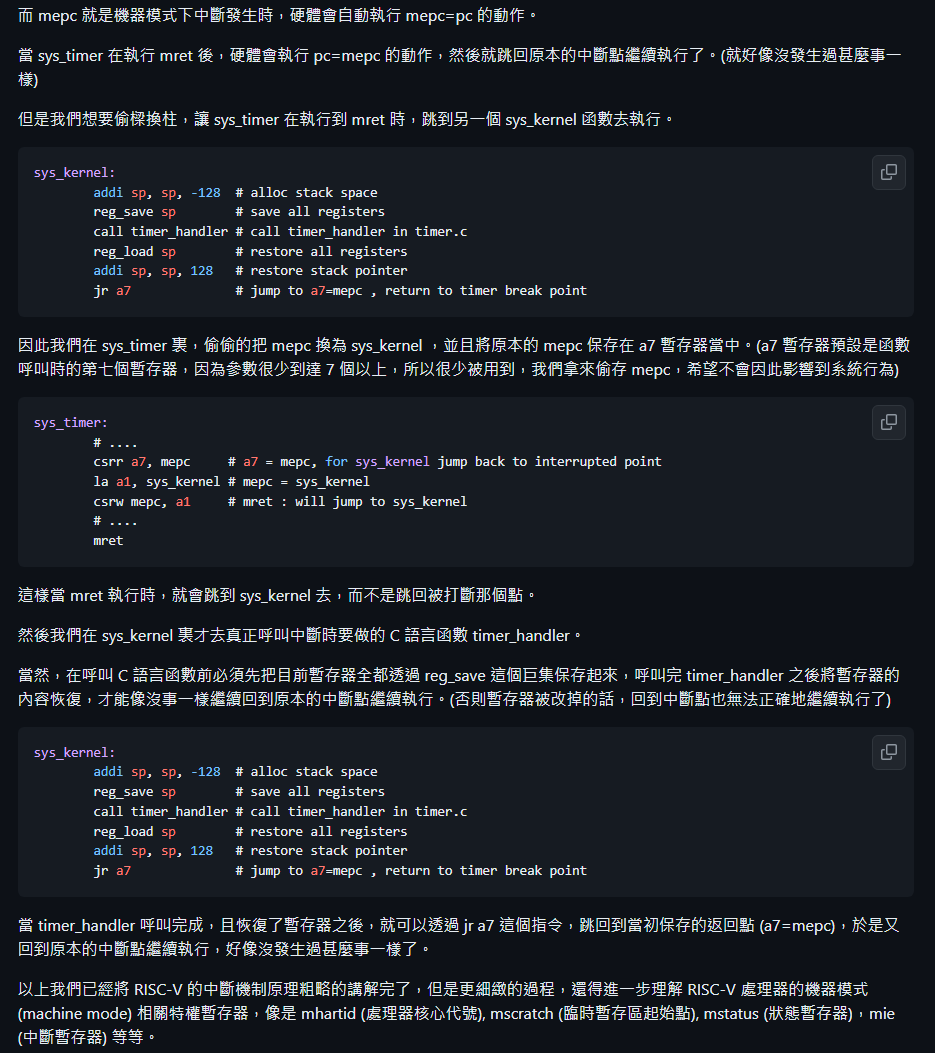 而 mepc 就是機器模式下中斷發生時，硬體會自動執行 mepc=pc 的動作。
當 sys_timer 在執行 mret 後，硬體會執行 pc=mepc 的動作，然後就跳回原本的中斷點繼續執行了。(就好像沒發生過甚麼事一
樣)
但是我們想要偷樑換柱，讓 sys_timer 在執行到 mret 時，跳到另一個 sys_kernel 函數去執行。
sys_kernel:
        addi sp, sp, -128  # alloc stack space
        reg_save sp        # save all registers
        call timer_handler # call timer_handler in timer.c
        reg_load sp        # restore all registers
        addi sp, sp, 128   # restore stack pointer
        jr a7              # jump to a7=mepc , return to timer break point
因此我們在 sys_timer 裏，偷偷的把 mepc 換為 sys_kernel ，並且將原本的 mepc 保存在 a7 暫存器當中。(a7 暫存器預設是函數
呼叫時的第七個暫存器，因為參數很少到達 7 個以上，所以很少被用到，我們拿來偷存 mepc，希望不會因此影響到系統行為)
sys_timer:
        # ....
        csrr a7, mepc     # a7 = mepc, for sys_kernel jump back to interrupted point
        la a1, sys_kernel # mepc = sys_kernel
        csrw mepc, a1     # mret : will jump to sys_kernel
        # ....
        mret
這樣當 mret 執行時，就會跳到 sys_kernel 去，而不是跳回被打斷那個點。
然後我們在 sys_kernel 裏才去真正呼叫中斷時要做的 C 語言函數 timer_handler。
當然，在呼叫 C 語言函數前必須先把目前暫存器全都透過 reg_save 這個巨集保存起來，呼叫完 timer_handler 之後將暫存器的
內容恢復，才能像沒事一樣繼續回到原本的中斷點繼續執行。(否則暫存器被改掉的話，回到中斷點也無法正確地繼續執行了)
sys_kernel:
        addi sp, sp, -128  # alloc stack space
        reg_save sp        # save all registers
        call timer_handler # call timer_handler in timer.c
        reg_load sp        # restore all registers
        addi sp, sp, 128   # restore stack pointer
        jr a7              # jump to a7=mepc , return to timer break point
當 timer_handler 呼叫完成，且恢復了暫存器之後，就可以透過 jr a7 這個指令，跳回到當初保存的返回點 (a7=mepc)，於是又
回到原本的中斷點繼續執行，好像沒發生過甚麼事一樣了。
以上我們已經將 RISC-V 的中斷機制原理粗略的講解完了，但是更細緻的過程，還得進一步理解 RISC-V 處理器的機器模式
(machine mode) 相關特權暫存器，像是 mhartid (處理器核心代號), mscratch (臨時暫存區起始點), mstatus (狀態暫存器)，mie
(中斷暫存器) 等等。